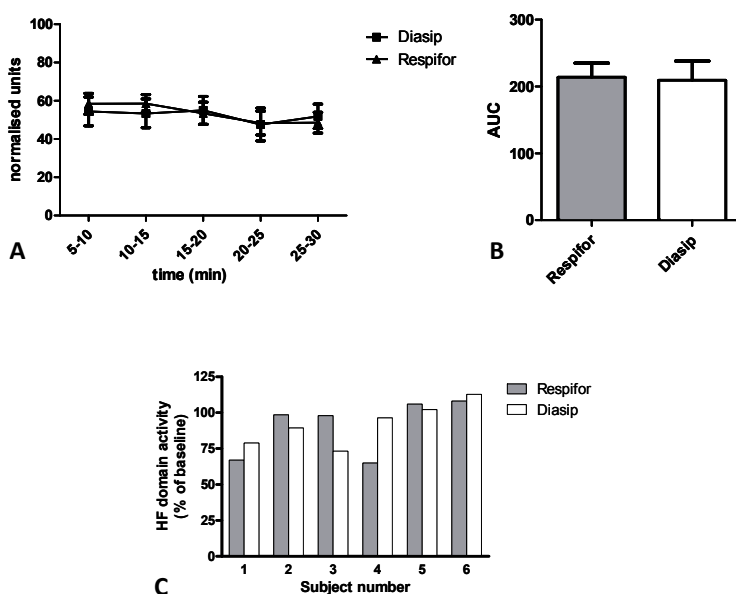 100
80
60
40
20
0
normalised units
5-10
10-15
15-20
20-25
25-30
time (min)
Diasip
Respifor
A
300
200
100
0
AUC
Respifor
Diasip
B
125
100
75
50
25
0
HF domain activity
(% of baseline)
1 2 3 4 5 6
Subject number
Respifor
Diasip
C